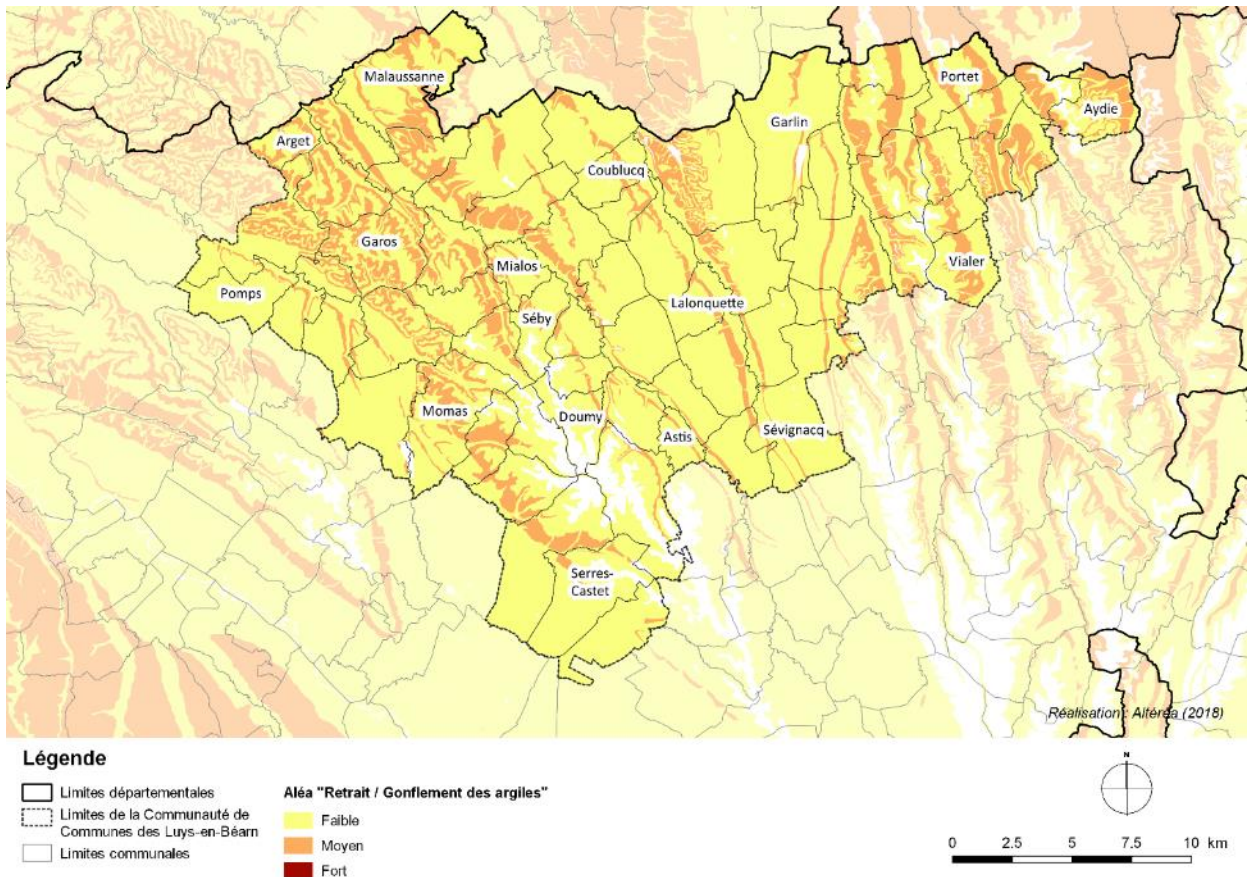 Malaussanne
Portet
Aydie
Garlin
Arget
Coublucq
Garos
Mialos
Vialer
Pomps
Lalonquette
Séby
Momas
Doumy
Astis
Sévignacq
Serres-
Castet
Réalisation : Altéréa (2018)
Légende
Limites départementales
Limites de la Communauté de
Communes des Luys-en-Béarn
Limites communales
Aléa "Retrait / Gonflement des argiles"
Faible
Moyen
Fort
N
0 2.5 5 7.5 10 km